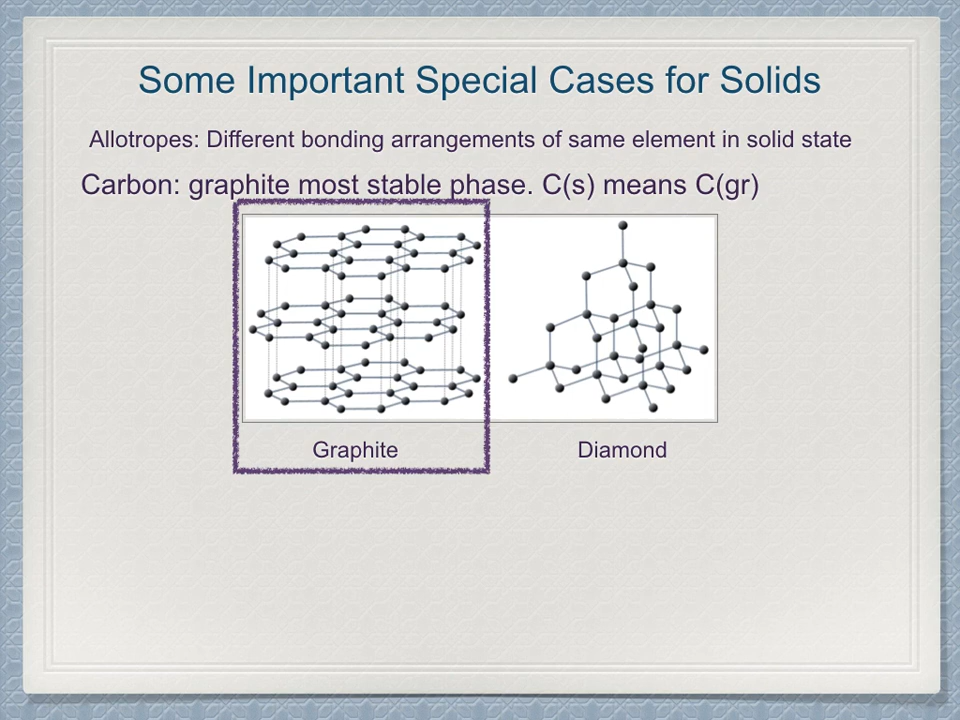 Some Important Special Cases for Solids
Allotropes: Different bonding arrangements of same element in solid state
Carbon: graphite most stable phase. C(s) means C(gr)
Graphite
Diamond